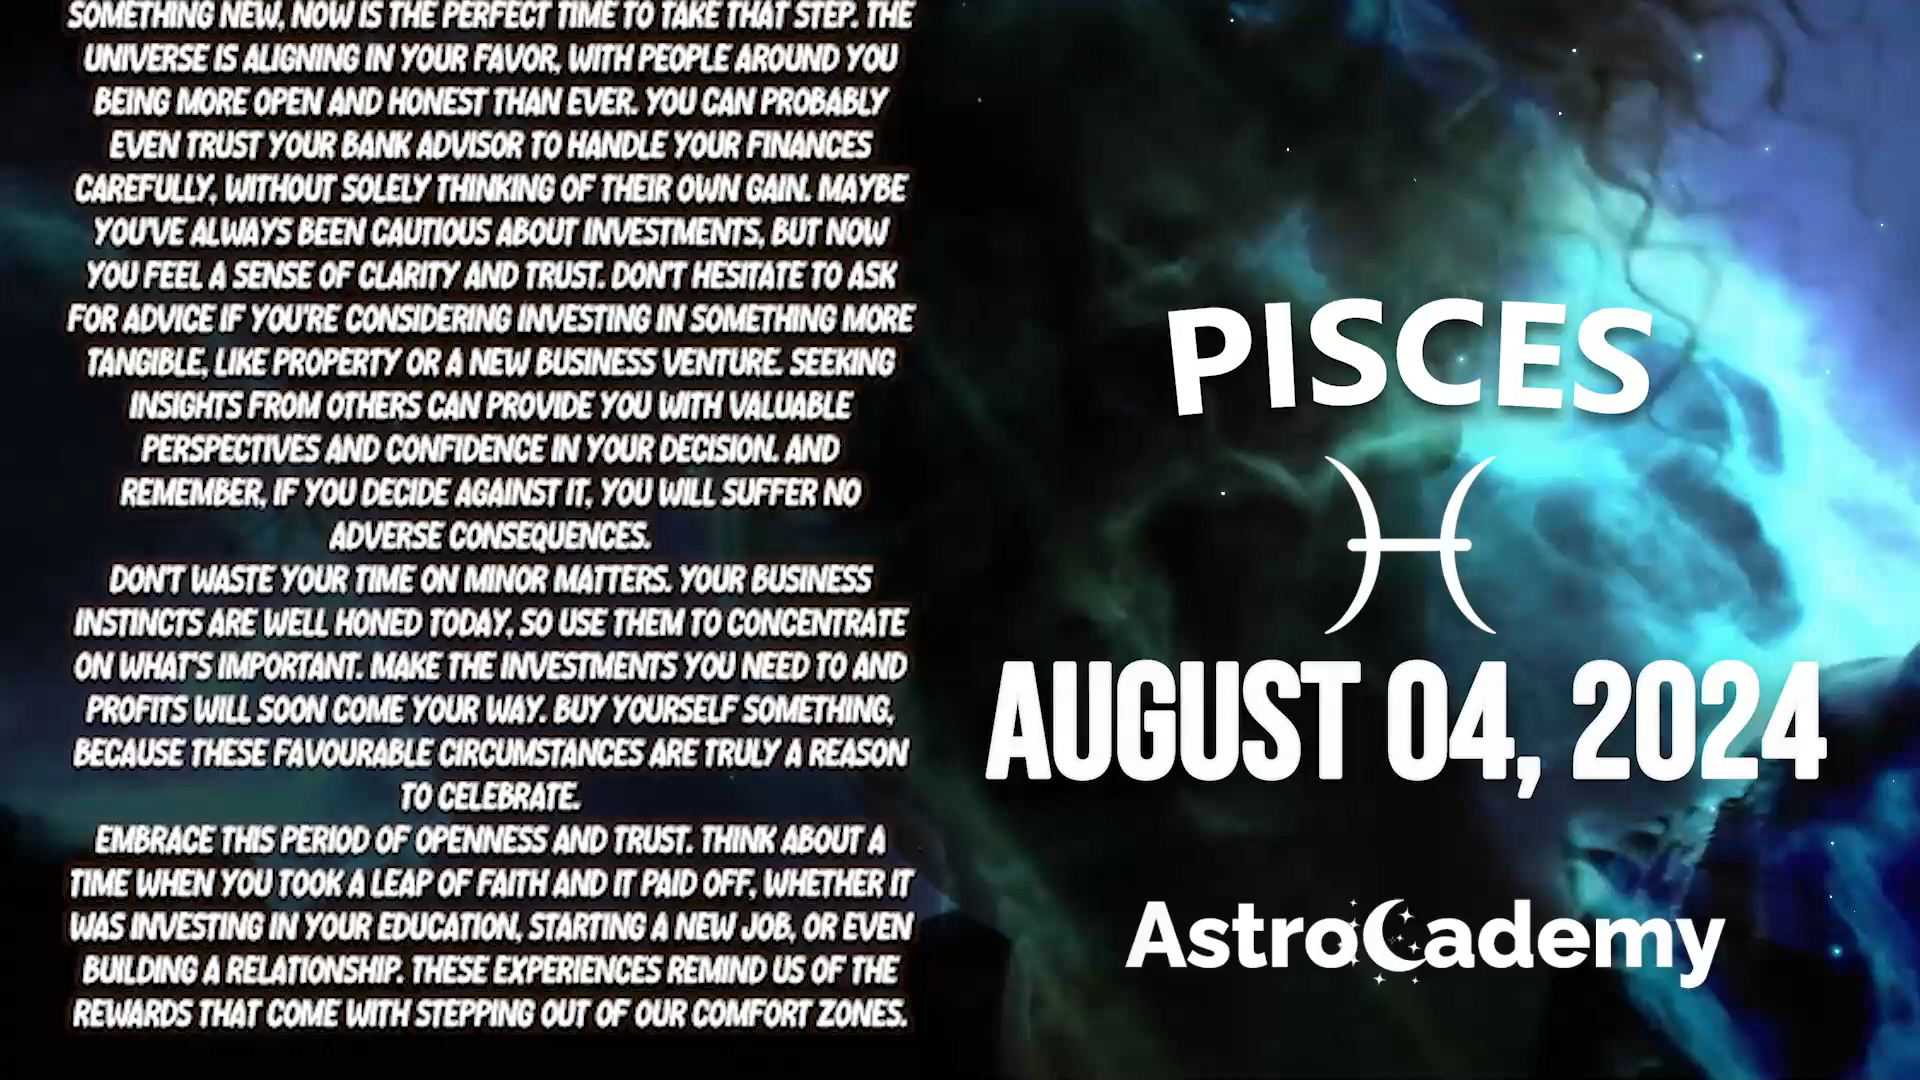 SOMETHING NEW, NOW IS THE PERFECT TIME TO TAKE THAT STEP. THE
UNIVERSE IS ALIGNING IN YOUR FAVOR, WITH PEOPLE AROUND YOU
BEING MORE OPEN AND HONEST THAN EVER. YOU CAN PROBABLY
EVEN TRUST YOUR BANK ADVISOR TO HANDLE YOUR FINANCES
CAREFULLY, WITHOUT SOLELY THINKING OF THEIR OWN GAIN. MAYBE
YOU'VE ALWAYS BEEN CAUTIOUS ABOUT INVESTMENTS, BUT NOW
YOU FEEL A SENSE OF CLARITY AND TRUST. DON'T HESITATE TO ASK
FOR ADVICE IF YOU'RE CONSIDERING INVESTING IN SOMETHING MORE
TANGIBLE, LIKE PROPERTY OR A NEW BUSINESS VENTURE. SEEKING
INSIGHTS FROM OTHERS CAN PROVIDE YOU WITH VALUABLE
PERSPECTIVES AND CONFIDENCE IN YOUR DECISION. AND
REMEMBER, IF YOU DECIDE AGAINST IT, YOU WILL SUFFER NO
ADVERSE CONSEQUENCES.
DON'T WASTE YOUR TIME ON MINOR MATTERS. YOUR BUSINESS
INSTINCTS ARE WELL HONED TODAY, SO USE THEM TO CONCENTRATE
ON WHAT'S IMPORTANT. MAKE THE INVESTMENTS YOU NEED TO AND
PROFITS WILL SOON COME YOUR WAY. BUY YOURSELF SOMETHING,
BECAUSE THESE FAVOURABLE CIRCUMSTANCES ARE TRULY A REASON
TO CELEBRATE.
EMBRACE THIS PERIOD OF OPENNESS AND TRUST. THINK ABOUT A
TIME WHEN YOU TOOK A LEAP OF FAITH AND IT PAID OFF, WHETHER IT
WAS INVESTING IN YOUR EDUCATION, STARTING A NEW JOB, OR EVEN
BUILDING A RELATIONSHIP. THESE EXPERIENCES REMIND US OF THE
REWARDS THAT COME WITH STEPPING OUT OF OUR COMFORT ZONES.
PISCES
AUGUST 04, 2024
AstroCademy